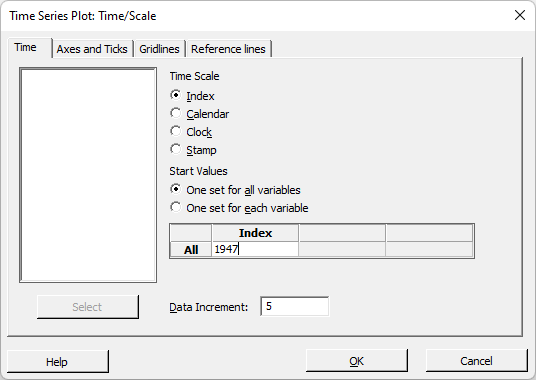 Time Series Plot: Time/Scale
Time Axes and Ticks Gridlines Reference lines
Time Scale
Index
Calendar
Clock
Stamp
Start Values
One set for all variables
One set for each variable
Index
All 1947
Select Data Increment: 5
Help OK Cancel